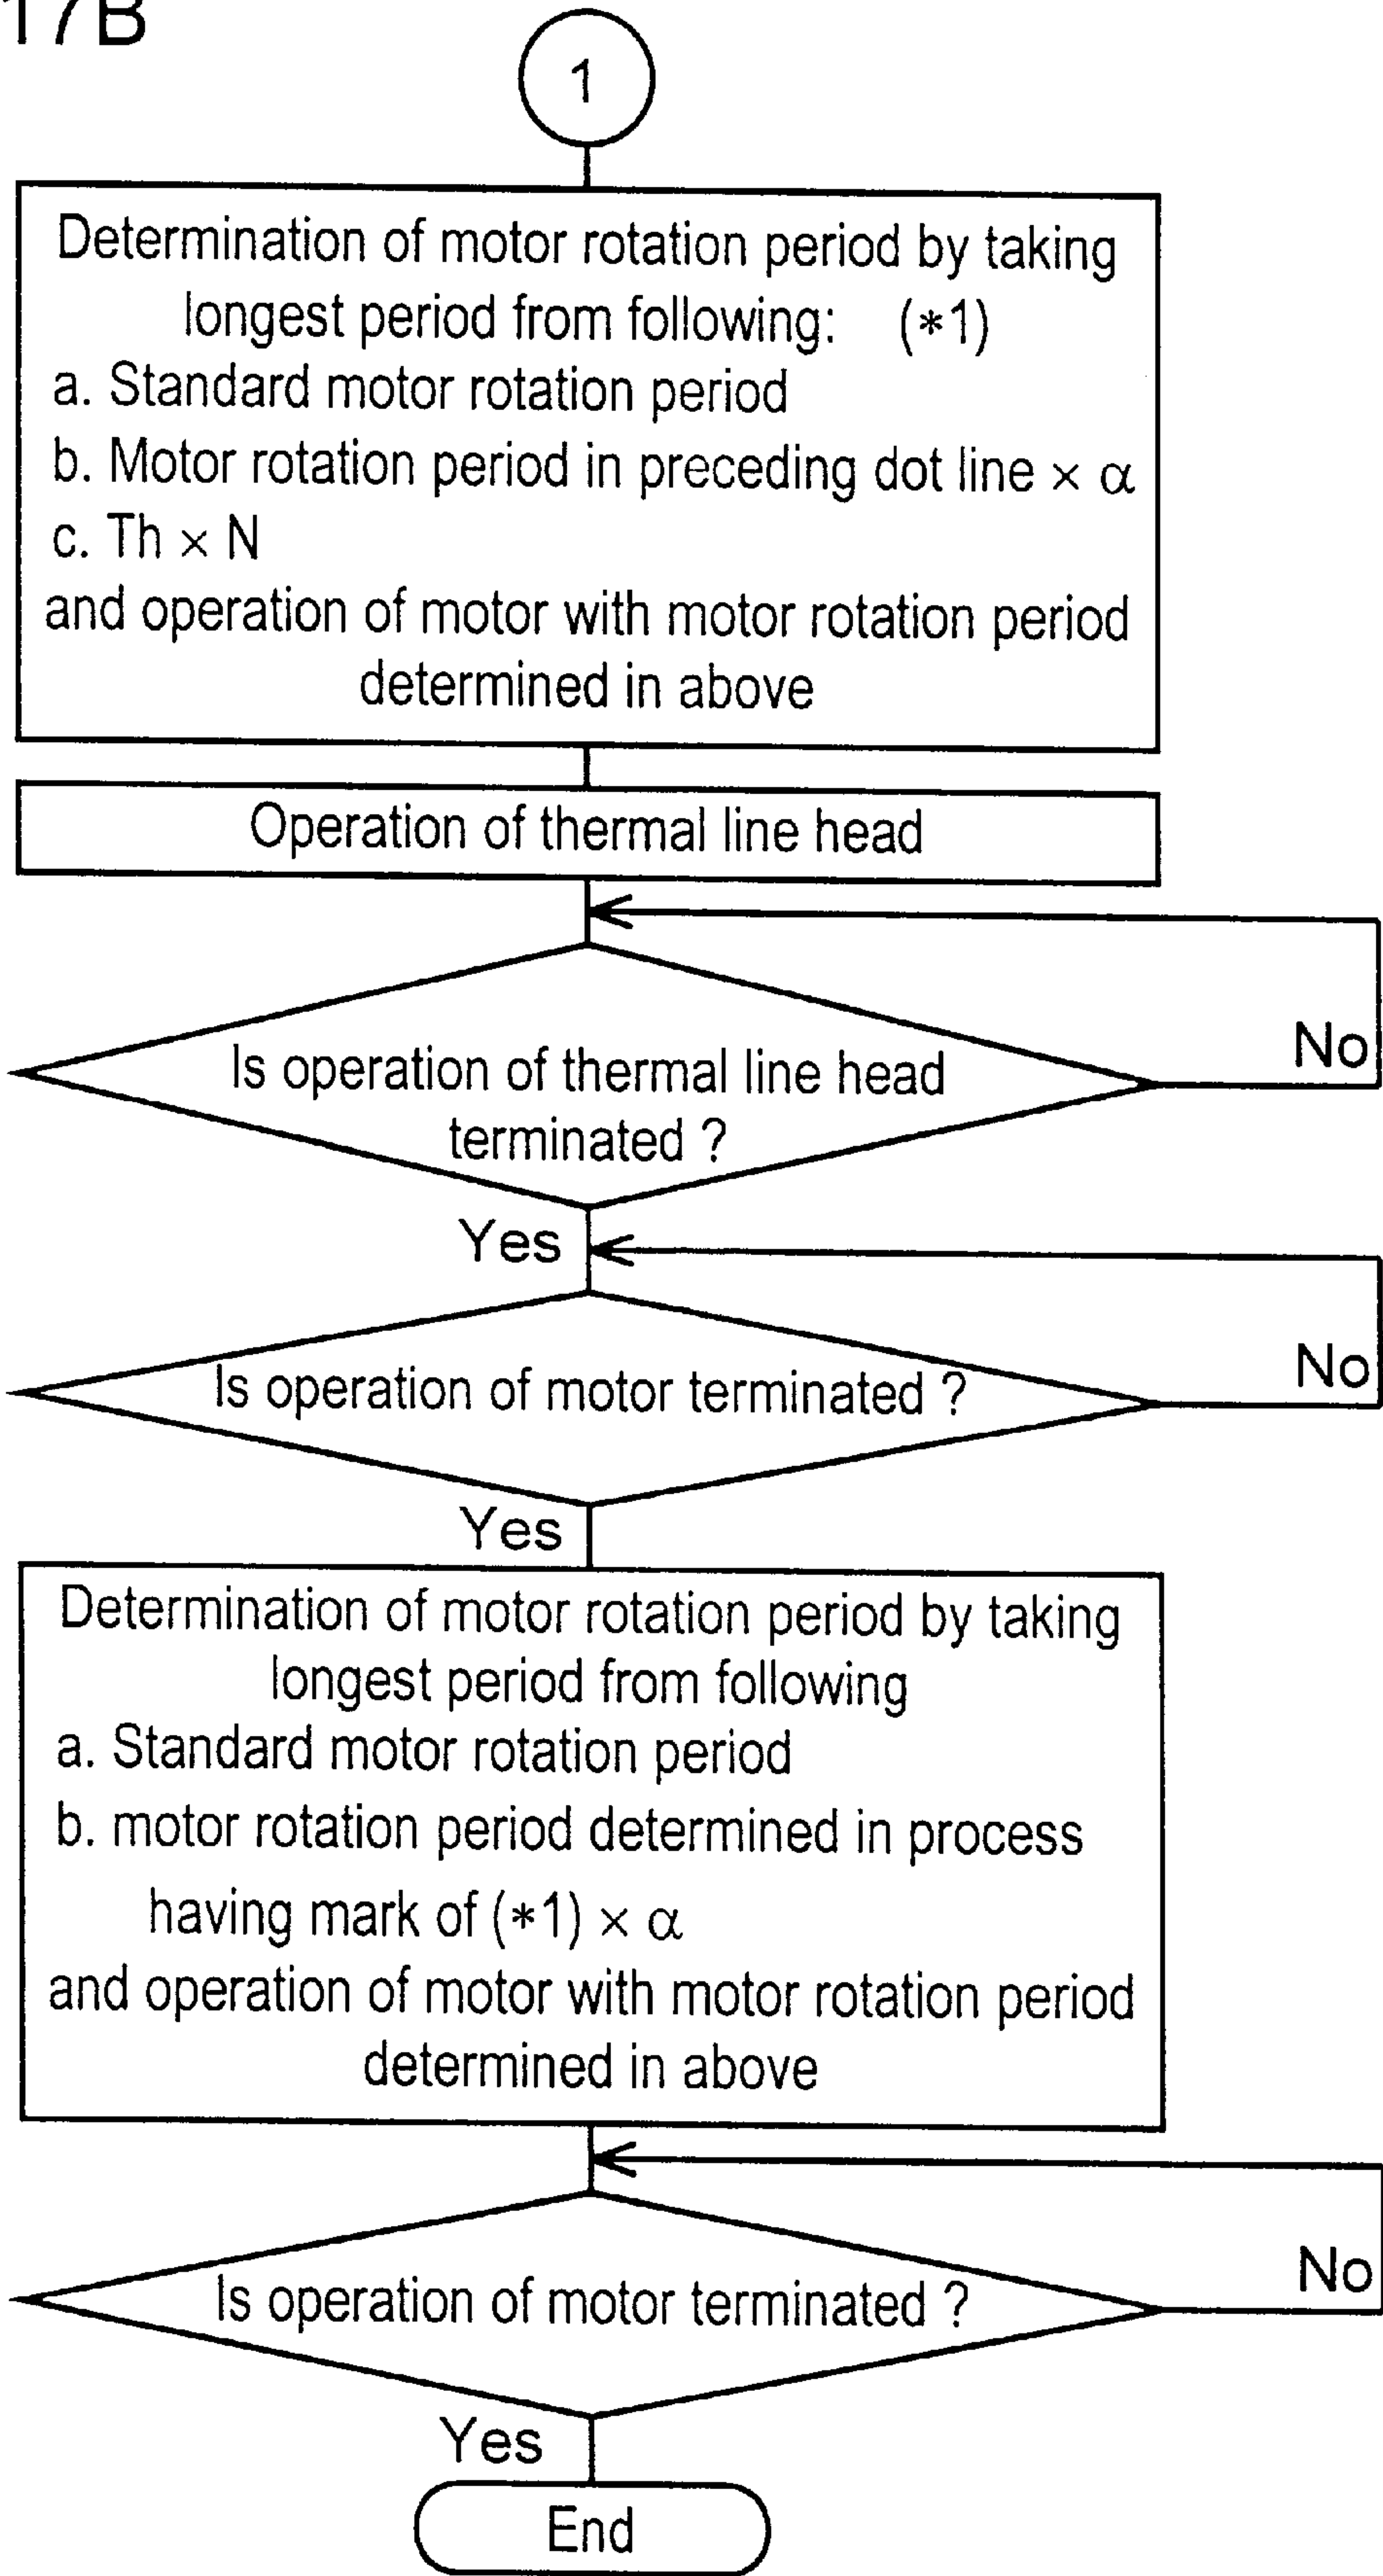 17B
1
Determination of motor rotation period by taking
longest period from following: (*1)
a. Standard motor rotation period
b. Motor rotation period in preceding dot line × α
c. Th × N
and operation of motor with motor rotation period
determined in above
Operation of thermal line head
No
Is operation of thermal line head
terminated ?
Yes
No
Is operation of motor terminated ?
Yes
Determination of motor rotation period by taking
longest period from following
a. Standard motor rotation period
b. motor rotation period determined in process
having mark of (*1) × α
and operation of motor with motor rotation period
determined in above
No
Is operation of motor terminated ?
Yes
End